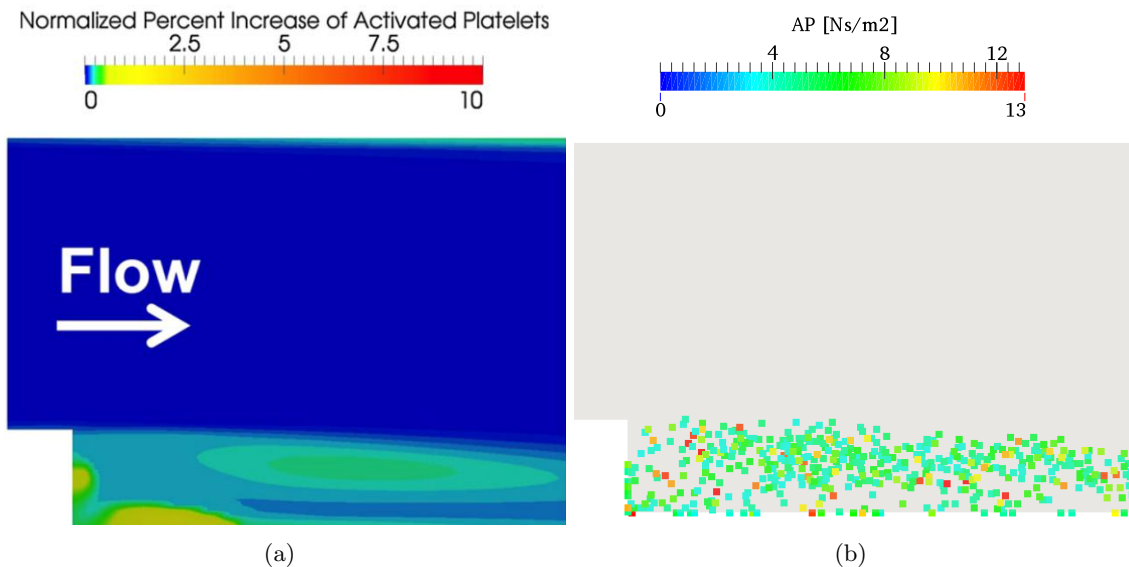 Normalized Percent Increase of Activated Platelets
2.5 5 7.5
0 10
AP [Ns/m2]
4 8 12
0 13
Flow
(a) (b)